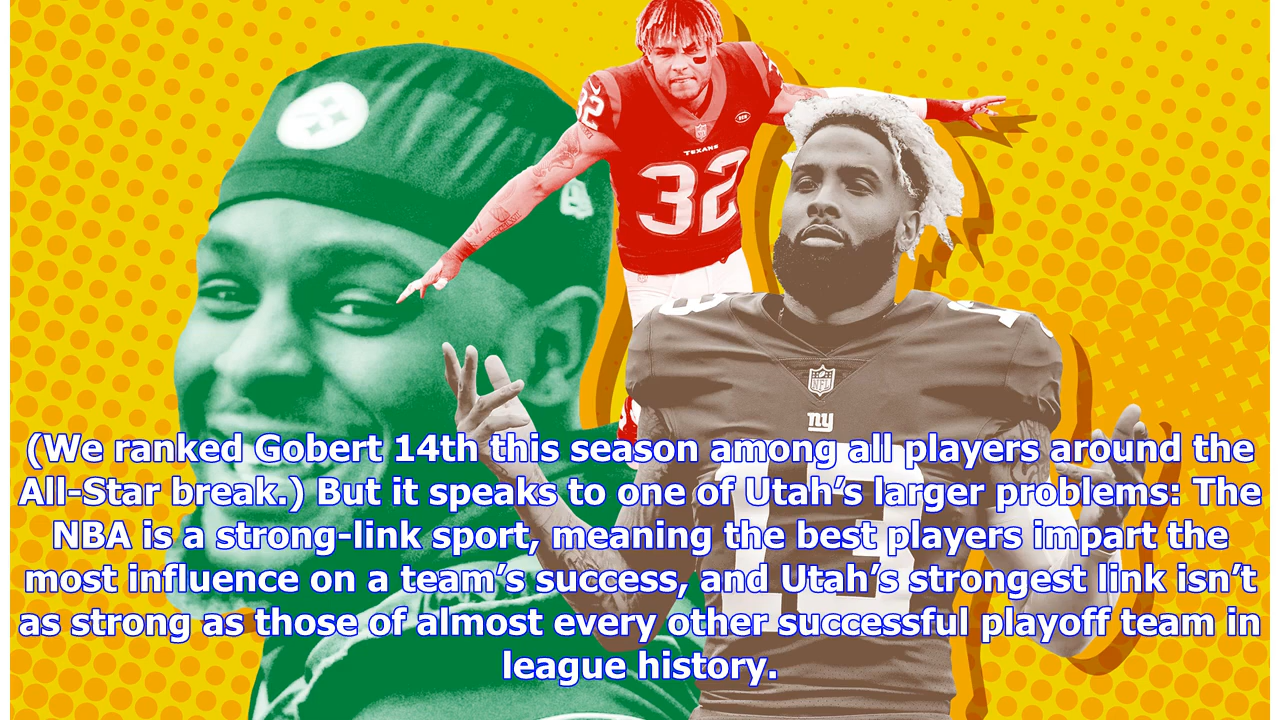 32
TEXANS
32
NFL
ny
13
(We ranked Gobert 14th this season among all players around the
All-Star break.) But it speaks to one of Utah’s larger problems: The
NBA is a strong-link sport, meaning the best players impart the
most influence on a team’s success, and Utah’s strongest link isn’t
as strong as those of almost every other successful playoff team in
league history.